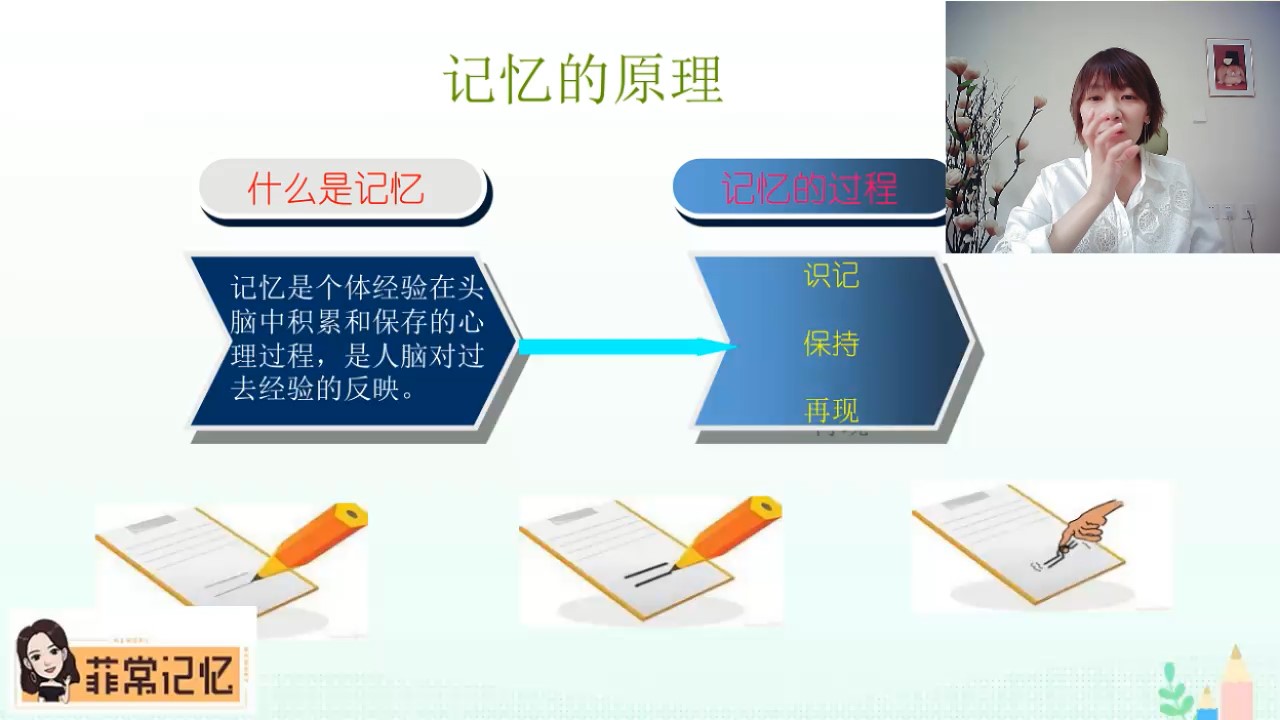 记忆的原理
什么是记忆
记忆的过程
记忆是个体经验在头
脑中积累和保存的心
理过程，是人脑对过
去经验的反映。
识记
保持
再现
菲常记忆